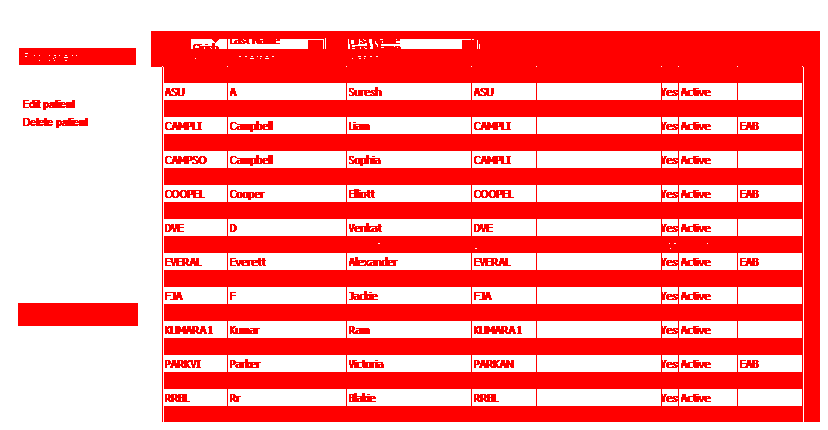 Last Name
Edit patient
Delete patient
ASU A Suresh ASU Yes Active
CAMPLI Campbell Liam CAMPLI Yes Active EAB
CAMPSO Campbell Sophia CAMPLI Yes Active
COOPEL Cooper Elliott COOPEL Yes Active EAB
DVE D Venkat DVE Yes Active
EVERAL Everett Alexander EVERAL Yes Active EAB
FJA F Jackie FJA Yes Active
KUMARA1 Kumar Ram KUMARA1 Yes Active
PARKVI Parker Victoria PARKAN Yes Active EAB
RRBL Rr Blakie RRBL Yes Active